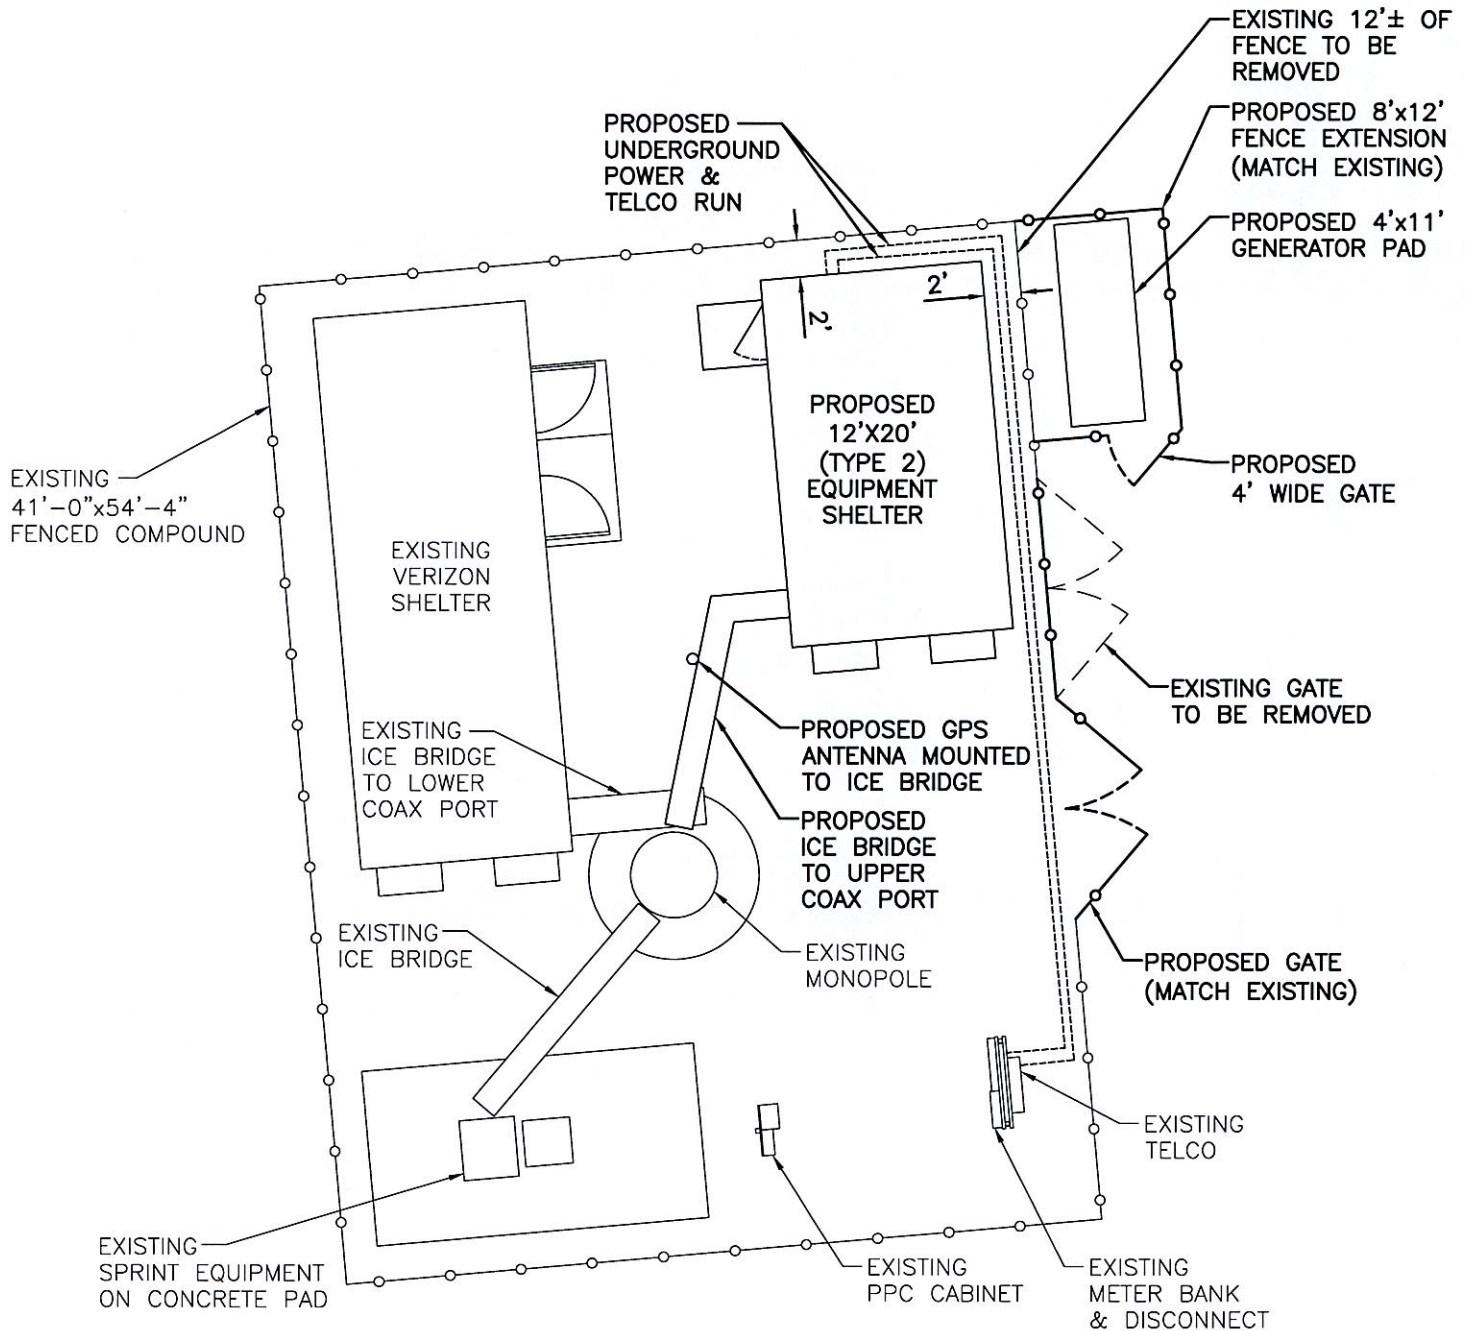 EXISTING 12'± OF
FENCE TO BE
REMOVED
PROPOSED 8'x12'
FENCE EXTENSION
(MATCH EXISTING)
PROPOSED
UNDERGROUND
POWER &
TELCO RUN
PROPOSED 4'x11'
GENERATOR PAD
2'
2'
PROPOSED
12'X20'
(TYPE 2)
EQUIPMENT
SHELTER
PROPOSED
4' WIDE GATE
EXISTING
41'-0"x54'-4"
FENCED COMPOUND
EXISTING
VERIZON
SHELTER
EXISTING GATE
TO BE REMOVED
EXISTING
ICE BRIDGE
TO LOWER
COAX PORT
PROPOSED GPS
ANTENNA MOUNTED
TO ICE BRIDGE
PROPOSED
ICE BRIDGE
TO UPPER
COAX PORT
EXISTING
ICE BRIDGE
EXISTING
MONOPOLE
PROPOSED GATE
(MATCH EXISTING)
EXISTING
TELCO
EXISTING
SPRINT EQUIPMENT
ON CONCRETE PAD
EXISTING
PPC CABINET
EXISTING
METER BANK
& DISCONNECT